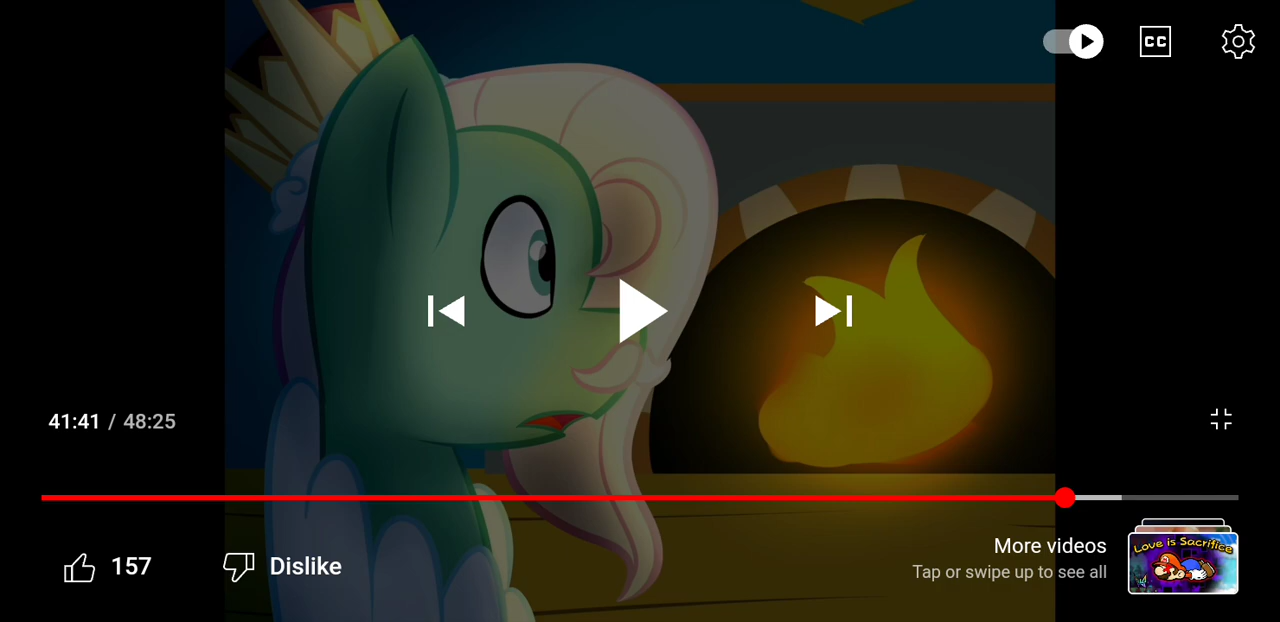 CC
41:41 / 48:25
157
Dislike
More videos
Tap or swipe up to see all
Love is Sacrifice